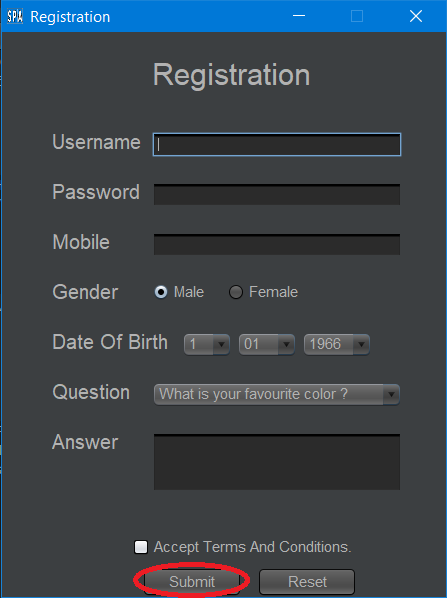 SPA Registration
Registration
Username
Password
Mobile
Gender Male Female
Date Of Birth 1 01 1966
Question What is your favourite color ?
Answer
Accept Terms And Conditions.
Submit Reset